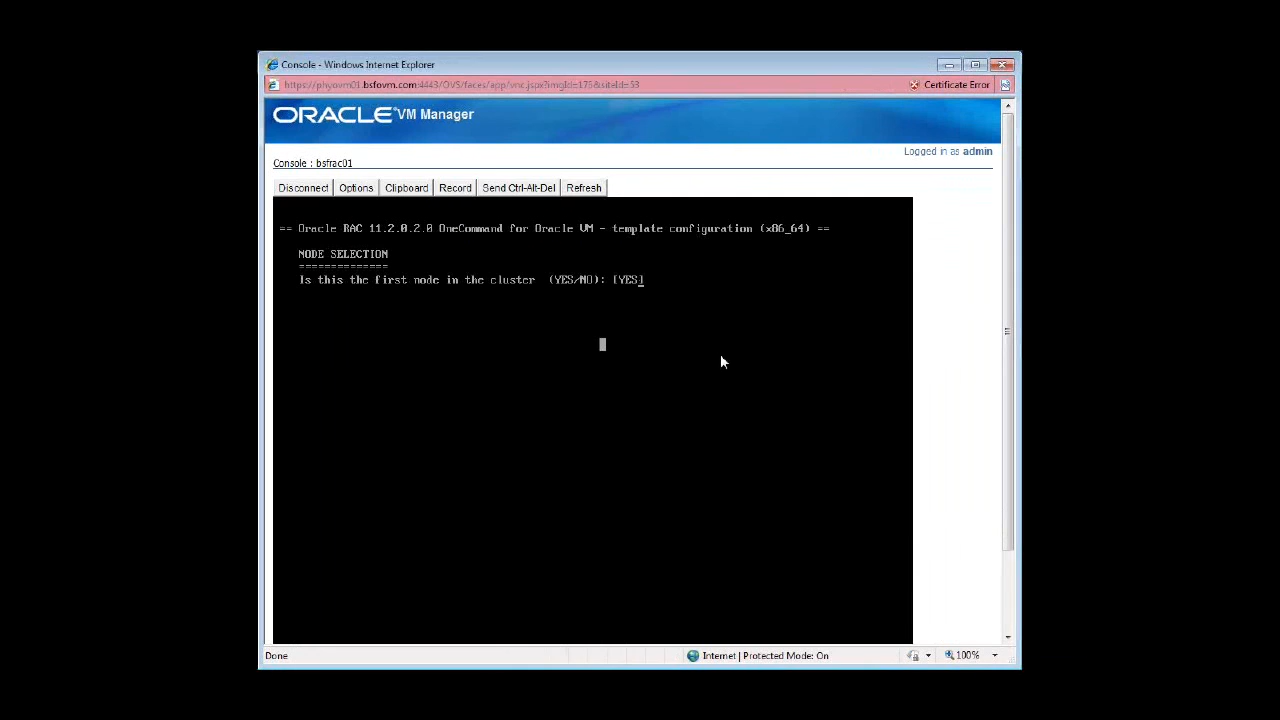 Console - Windows Internet Explorer
https://phyovm01.bsfovm.com:4443/OVS/faces/app/vnc.jspx?imgId=176&siteId=53
Certificate Error
ORACLE VM Manager
Logged in as admin
Console : bsfrac01
Disconnect Options Clipboard Record Send Ctrl-Alt-Del Refresh
== Oracle RAC 11.2.0.2.0 OneCommand for Oracle VM - template configuration (x86_64) ==
NODE SELECTION
==============
Is this the first node in the cluster (YES/NO): [YES]
Done
Internet | Protected Mode: On
100%